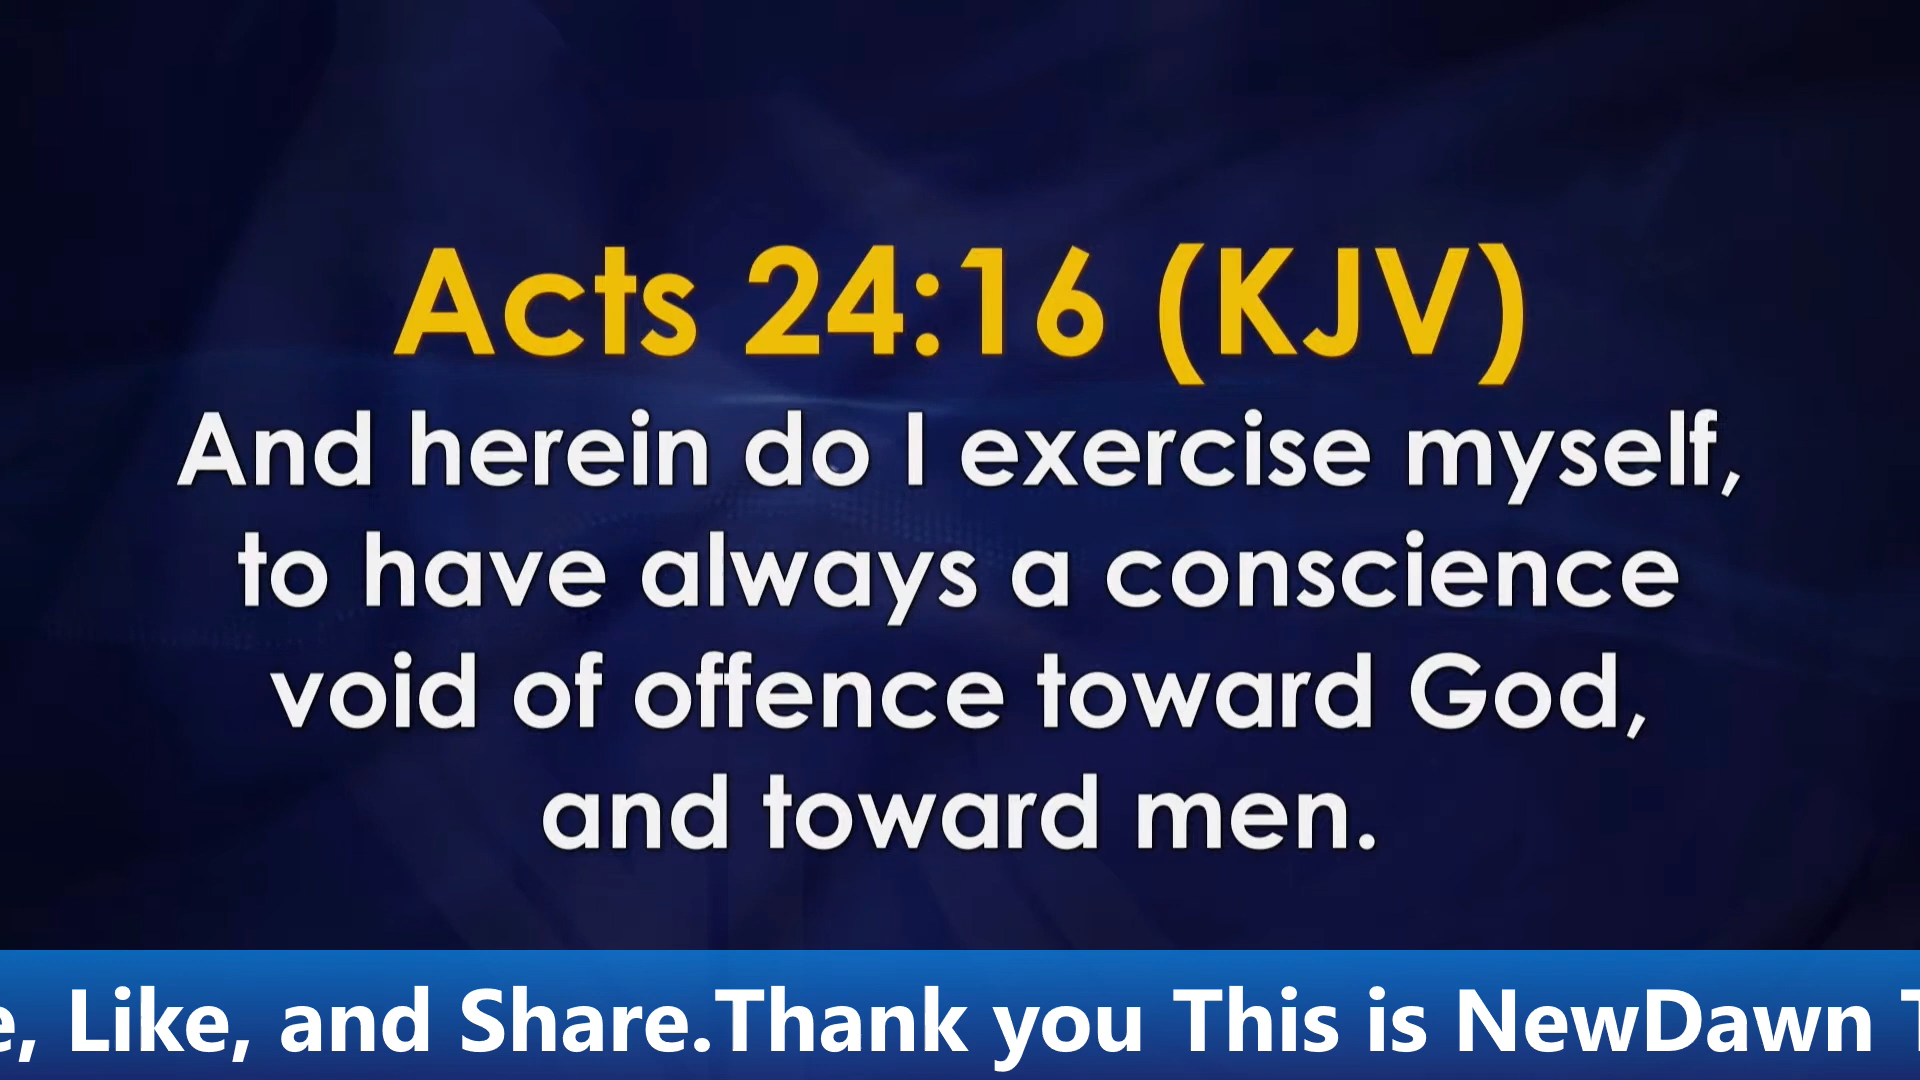 Acts 24:16 (KJV)
And herein do I exercise myself,
to have always a conscience
void of offence toward God,
and toward men.
, Like, and Share.Thank you This is NewDawn